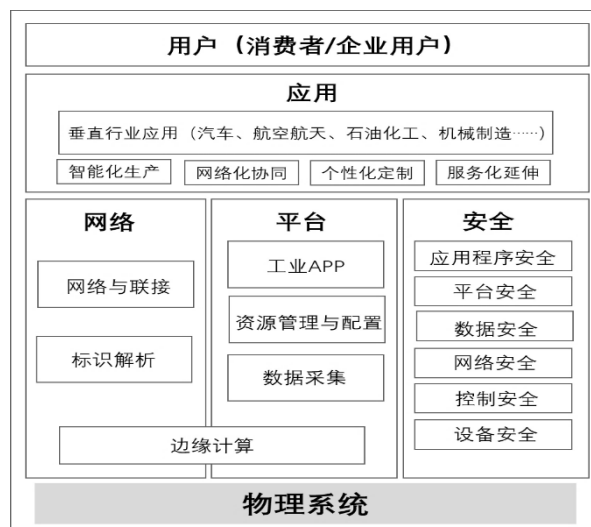 用户（消费者/企业用户）
应用
垂直行业应用（汽车、航空航天、石油化工、机械制造……）
智能化生产
网络化协同
个性化定制
服务化延伸
网络
网络与联接
标识解析
平台
工业APP
资源管理与配置
数据采集
边缘计算
安全
应用程序安全
平台安全
数据安全
网络安全
控制安全
设备安全
物理系统